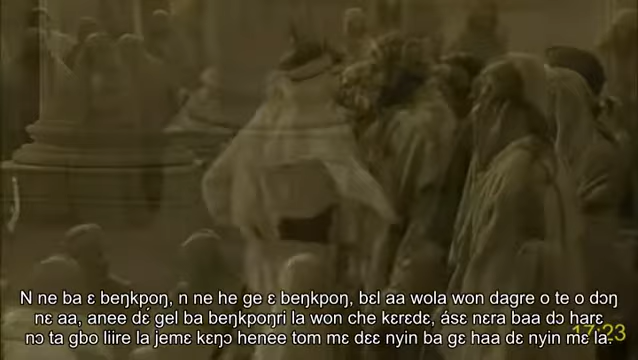 N ne ba ɛ beŋkpo̧ŋ, n ne he ge ɛ beŋkpoŋ, bɛl aa wola won dagre o te o dɔŋ
nɛ aa, anee dɛ́ gel ba beŋkpoŋri la won che kɛrɛdɛ, ásɛ nɛra baa dɔ harɛ
nɔ ta gbo liire la jemɛ kɛŋɔ henee tom mɛ dɛɛ nyin ba gɛ haa dɛ nyin mɛ la.
17:23